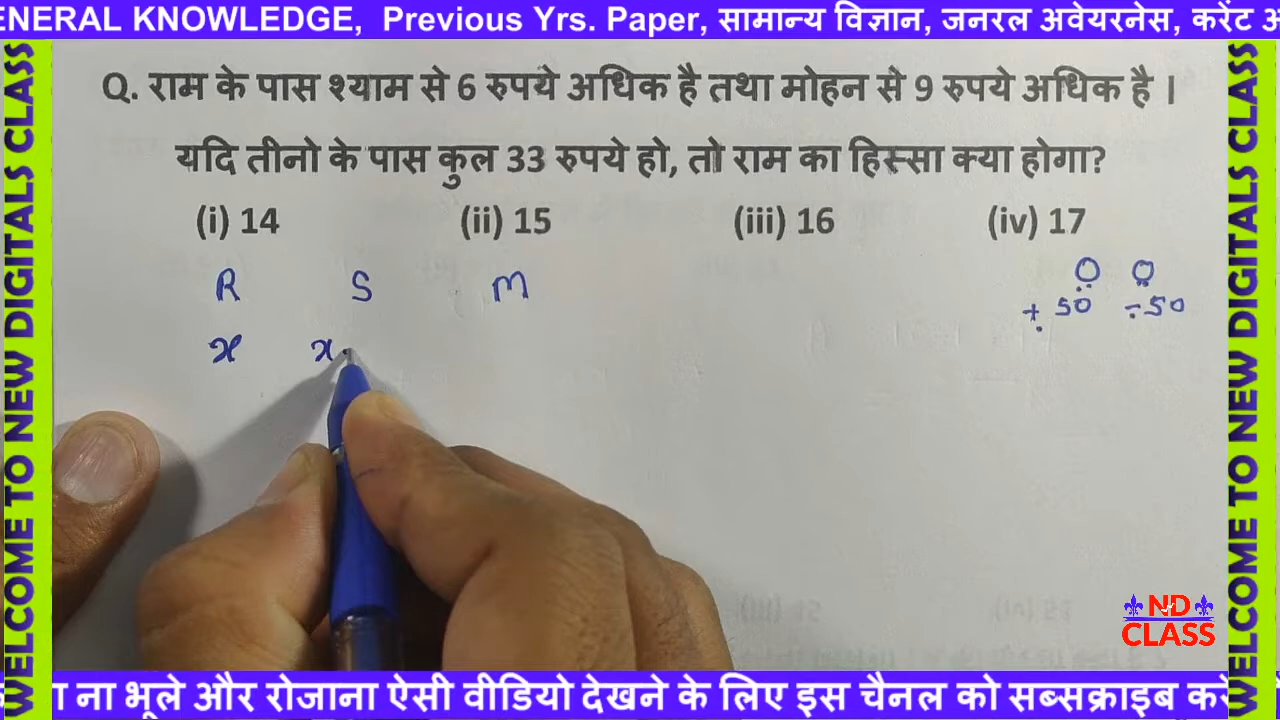 ENERAL KNOWLEDGE, Previous Yrs. Paper, सामान्य विज्ञान, जनरल अवेयरनेस, करेंट अ
WELCOME TO NEW DIGITALS CLASS
Q. राम के पास श्याम से 6 रुपये अधिक है तथा मोहन से 9 रुपये अधिक है ।
यदि तीनो के पास कुल 33 रुपये हो, तो राम का हिस्सा क्या होगा?
(i) 14 (ii) 15 (iii) 16 (iv) 17
R S M
x x
+ 50 ÷50
ND
CLASS
WELCOME TO NEW DIGITALS CLASS
ना भूले और रोजाना ऐसी वीडियो देखने के लिए इस चैनल को सब्सक्राइब करें